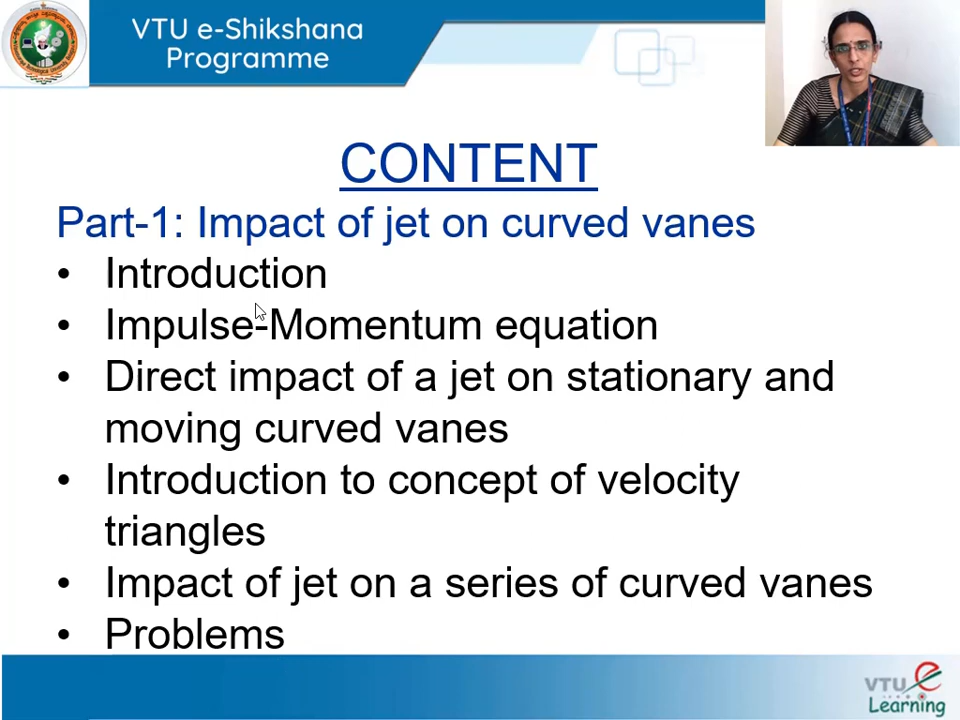 VTU e-Shikshana
Programme
CONTENT
Part-1: Impact of jet on curved vanes
• Introduction
• Impulse-Momentum equation
• Direct impact of a jet on stationary and
moving curved vanes
• Introduction to concept of velocity
triangles
• Impact of jet on a series of curved vanes
• Problems
VTU e
Learning